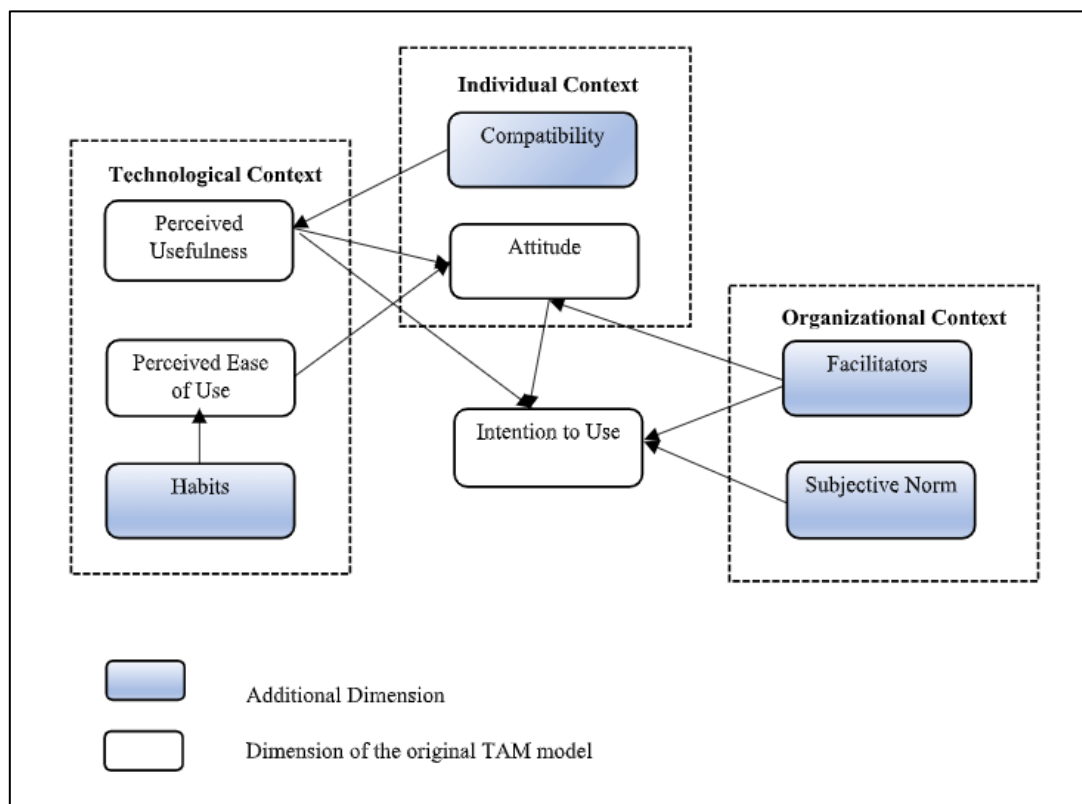 Individual Context
Compatibility
Technological Context
Perceived
Usefulness
Attitude
Organizational Context
Perceived Ease
of Use
Facilitators
Intention to Use
Habits
Subjective Norm
Additional Dimension
Dimension of the original TAM model